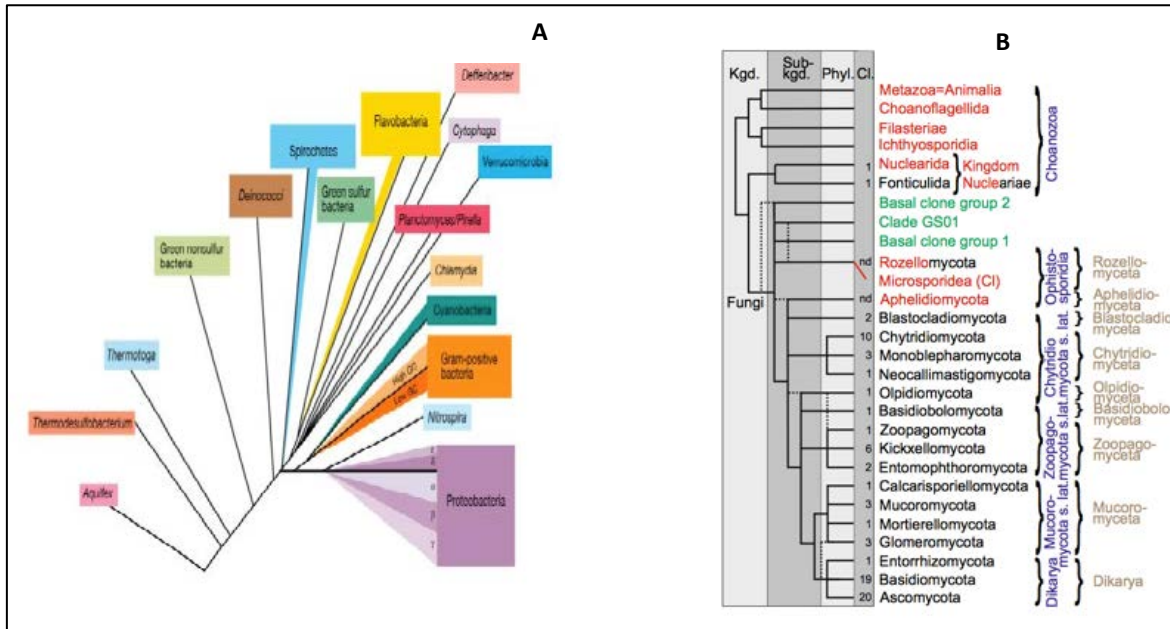 A
Defferibacter
Flavobacteria
Cytophaga
Spirochetes
Verrucomicrobia
Deinococci
Green sulfur
bacteria
Planctomyces/Pirella
Green nonsulfur
bacteria
Chlamydia
Cyanobacteria
Thermotoga
High GC
Low GC
Gram-positive
bacteria
Nitrospira
Thermodesulfobacterium
Proteobacteria
ε
δ
α
β
γ
Aquifex
B
Kgd.
Sub-
kgd.
Phyl.
Cl.
Metazoa=Animalia
Choanoflagellida
Filasteriae
Ichthyosporidia
1 Nuclearida
1 Fonticulida
Kingdom
Nucleariae
Choanozoa
Basal clone group 2
Clade GS01
Basal clone group 1
nd Rozellomycota
Microsporidea (Cl)
Fungi
nd Aphelidiomycota
2 Blastocladiomycota
10 Chytridiomycota
3 Monoblepharomycota
1 Neocallimastigomycota
1 Olpidiomycota
1 Basidiobolomycota
1 Zoopagomycota
6 Kickxellomycota
2 Entomophthoromycota
1 Calcarisporiellomycota
3 Mucoromycota
1 Mortierellomycota
3 Glomeromycota
1 Entorrhizomycota
19 Basidiomycota
20 Ascomycota
Ophisto-
sporidia
Chytridio
mycota s. lat.
Zoopago-
mycota s.lat.
Mucoro-
mycota s. lat.
Dikarya
Rozello-
myceta
Aphelidio-
myceta
Blastocladio
myceta
Chytridio-
myceta
Olpidio-
myceta
Basidiobolo
myceta
Zoopago-
myceta
Mucoro-
myceta
Dikarya